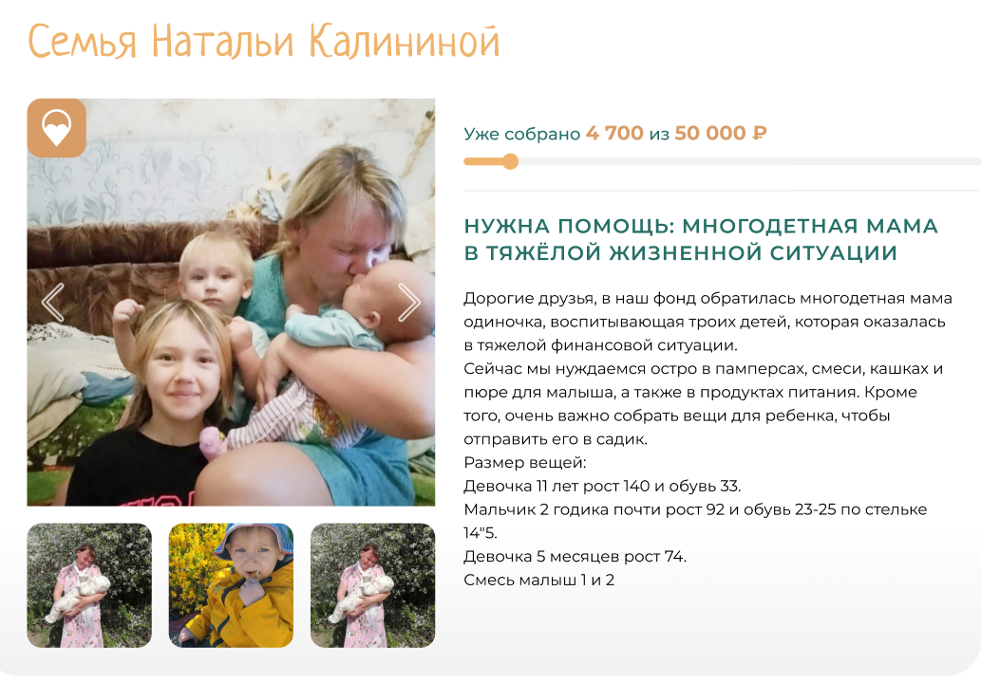 Семья Натальи Калининой
Уже собрано 4 700 из 50 000 ₽
НУЖНА ПОМОЩЬ: МНОГОДЕТНАЯ МАМА
В ТЯЖЁЛОЙ ЖИЗНЕННОЙ СИТУАЦИИ
Дорогие друзья, в наш фонд обратилась многодетная мама
одиночка, воспитывающая троих детей, которая оказалась
в тяжелой финансовой ситуации.
Сейчас мы нуждаемся остро в памперсах, смеси, кашках и
пюре для малыша, а также в продуктах питания. Кроме
того, очень важно собрать вещи для ребенка, чтобы
отправить его в садик.
Размер вещей:
Девочка 11 лет рост 140 и обувь 33.
Мальчик 2 годика почти рост 92 и обувь 23-25 по стельке
14"5.
Девочка 5 месяцев рост 74.
Смесь малыш 1 и 2